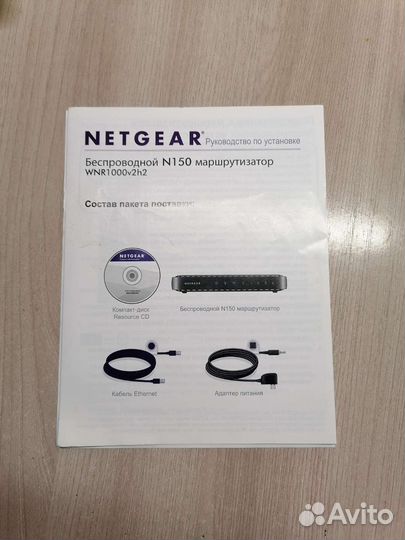 NETGEAR® Руководство по установке
Беспроводной N150 маршрутизатор
WNR1000v2h2
Состав пакета поставки:
NETGEAR
Компакт-диск
Resource CD
Беспроводной N150 маршрутизатор
Кабель Ethernet
Адаптер питания
Avito